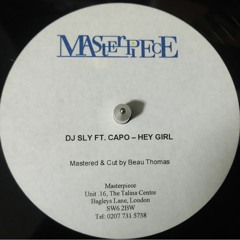 MASTERPIECE
DJ SLY FT. CAPO – HEY GIRL
Mastered & Cut by Beau Thomas
Masterpiece
Unit .16, The Talina Centre
Bagleys Lane, London
SW6 2BW
Tel: 0207 731 5758